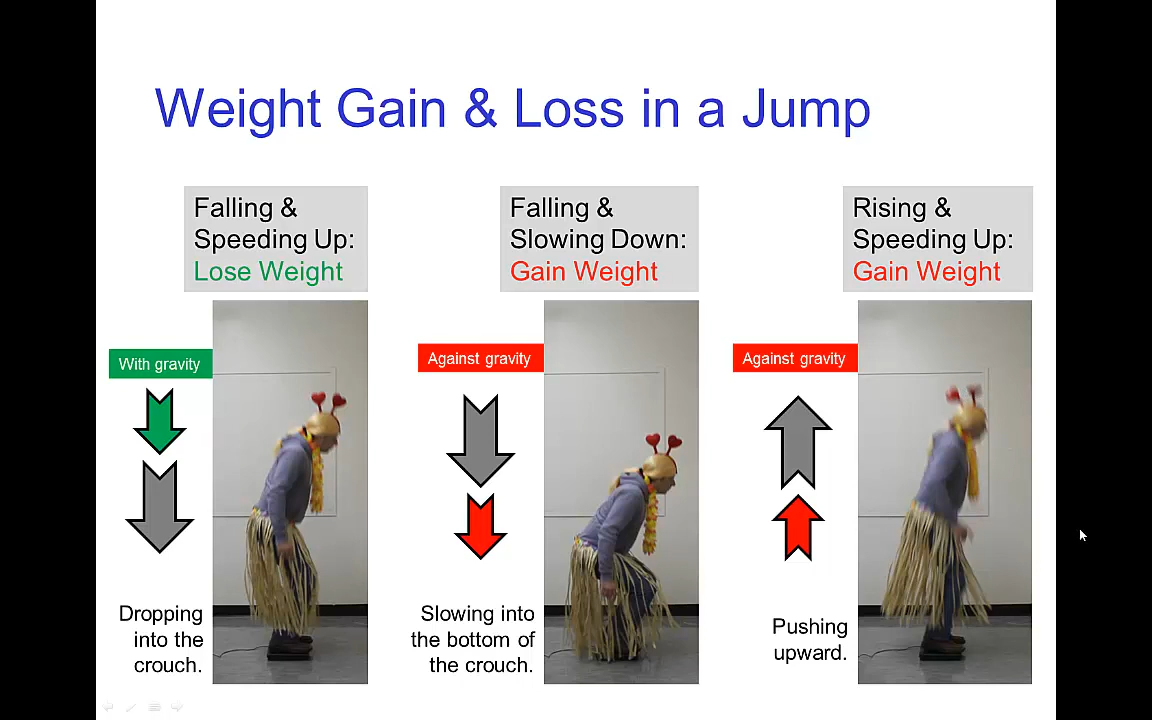 Weight Gain & Loss in a Jump
Falling &
Speeding Up:
Lose Weight
With gravity
Dropping
into the
crouch.
Falling &
Slowing Down:
Gain Weight
Against gravity
Slowing into
the bottom of
the crouch.
Rising &
Speeding Up:
Gain Weight
Against gravity
Pushing
upward.